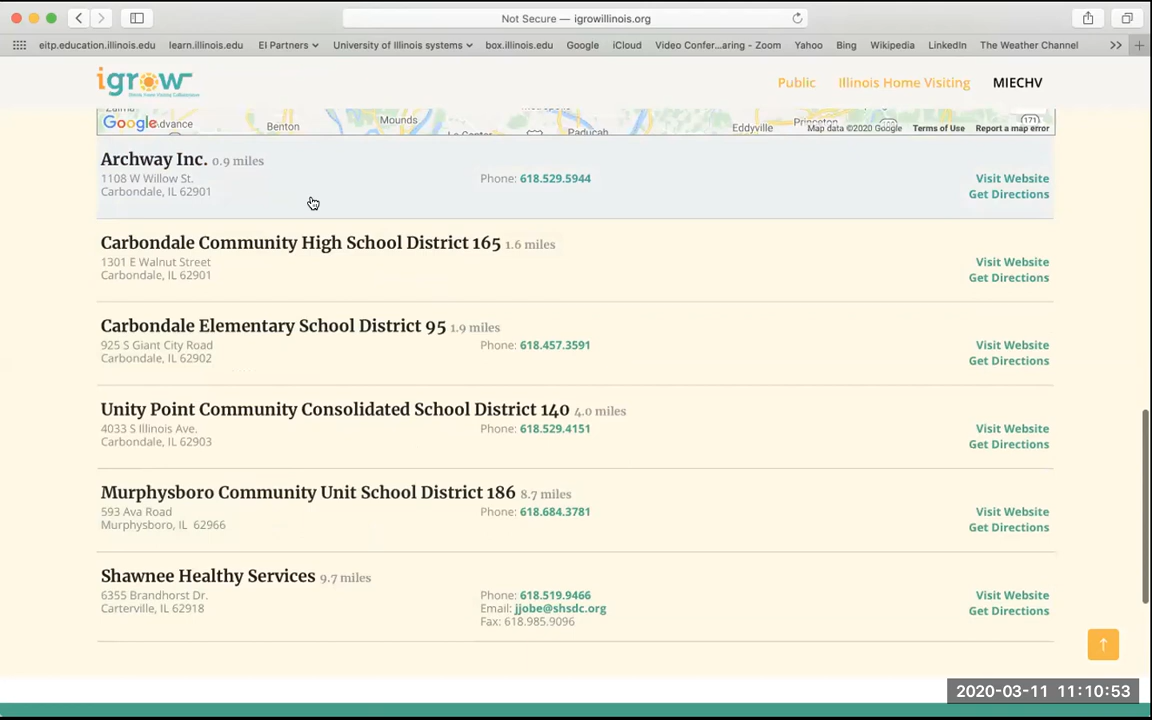 Not Secure — igrowillinois.org
eitp.education.illinois.edu learn.illinois.edu EI Partners University of Illinois systems box.illinois.edu Google iCloud Video Confer...aring - Zoom Yahoo Bing Wikipedia LinkedIn The Weather Channel
igrow
Public Illinois Home Visiting MIECHV
Advance Benton Mounds Paducah Eddyville Princeton 171
Google Map data ©2020 Google Terms of Use Report a map error
Archway Inc. 0.9 miles
1108 W Willow St. Phone: 618.529.5944 Visit Website
Carbondale, IL 62901 Get Directions
Carbondale Community High School District 165 1.6 miles
1301 E Walnut Street Visit Website
Carbondale, IL 62901 Get Directions
Carbondale Elementary School District 95 1.9 miles
925 S Giant City Road Phone: 618.457.3591 Visit Website
Carbondale, IL 62902 Get Directions
Unity Point Community Consolidated School District 140 4.0 miles
4033 S Illinois Ave. Phone: 618.529.4151 Visit Website
Carbondale, IL 62903 Get Directions
Murphysboro Community Unit School District 186 8.7 miles
593 Ava Road Phone: 618.684.3781 Visit Website
Murphysboro, IL 62966 Get Directions
Shawnee Healthy Services 9.7 miles
6355 Brandhorst Dr. Phone: 618.519.9466 Visit Website
Carterville, IL 62918 Email: jjobe@shsdc.org Get Directions
Fax: 618.985.9096
2020-03-11 11:10:53